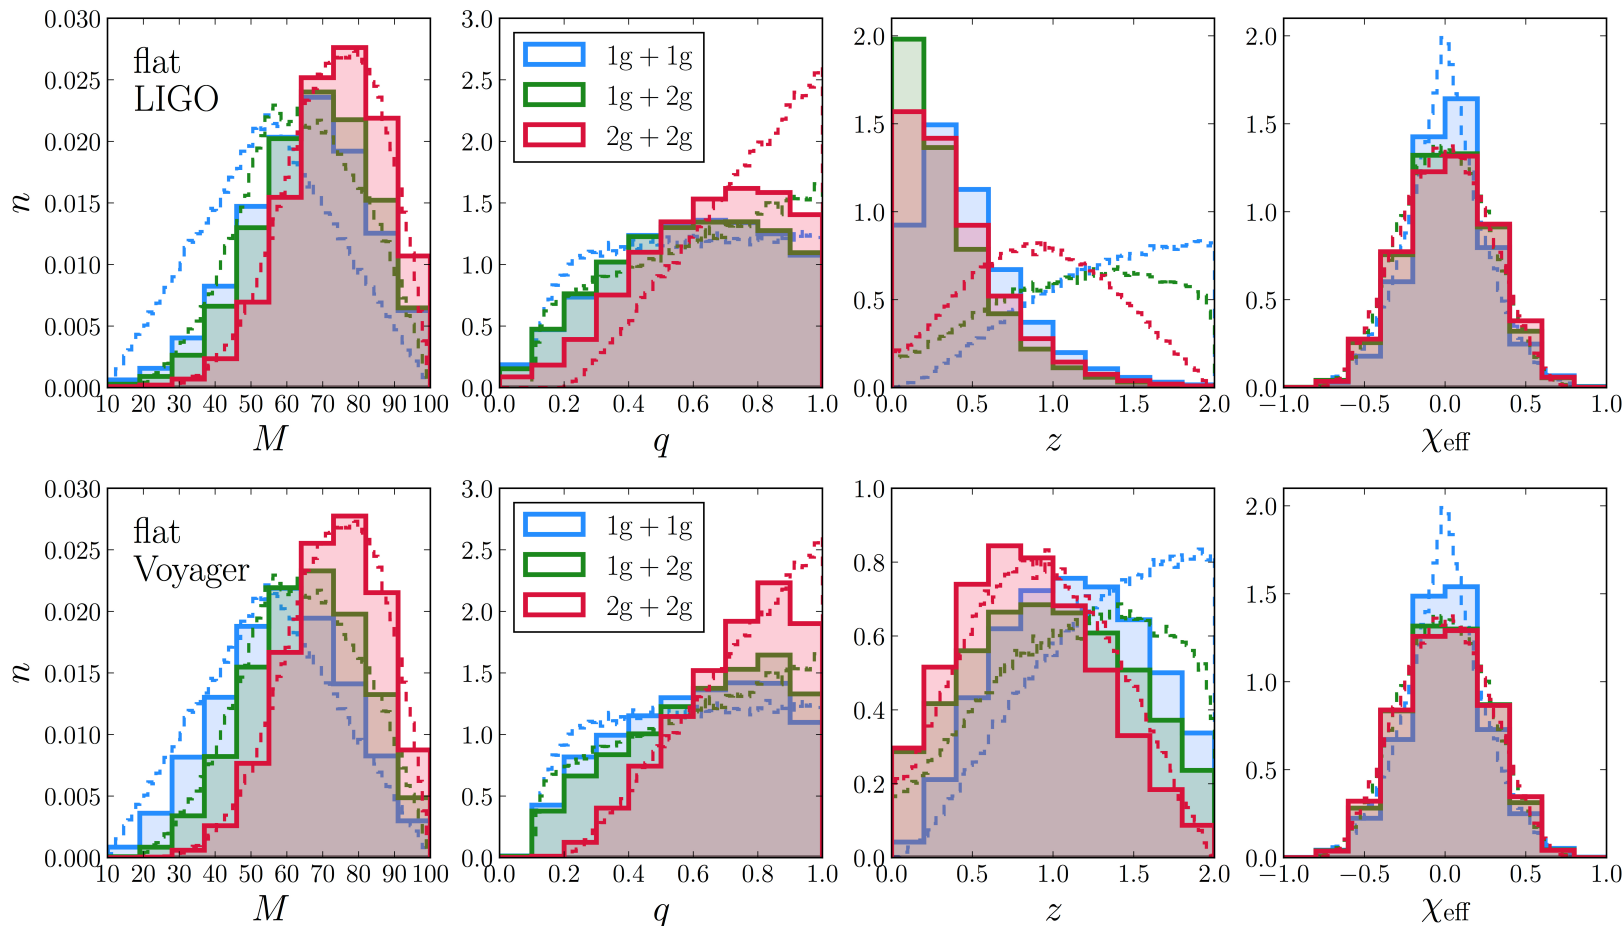 0.030
0.025
0.020
0.015
0.010
0.005
0.000
n
flat
LIGO
10 20 30 40 50 60 70 80 90 100
M
3.0
2.5
2.0
1.5
1.0
0.5
0.0
1g + 1g
1g + 2g
2g + 2g
0.0 0.2 0.4 0.6 0.8 1.0
q
2.0
1.5
1.0
0.5
0.0
0.0 0.5 1.0 1.5 2.0
z
2.0
1.5
1.0
0.5
0.0
−1.0 −0.5 0.0 0.5 1.0
χeff
0.030
0.025
0.020
0.015
0.010
0.005
0.000
n
flat
Voyager
10 20 30 40 50 60 70 80 90 100
M
3.0
2.5
2.0
1.5
1.0
0.5
0.0
1g + 1g
1g + 2g
2g + 2g
0.0 0.2 0.4 0.6 0.8 1.0
q
1.0
0.8
0.6
0.4
0.2
0.0
0.0 0.5 1.0 1.5 2.0
z
2.0
1.5
1.0
0.5
0.0
−1.0 −0.5 0.0 0.5 1.0
χeff